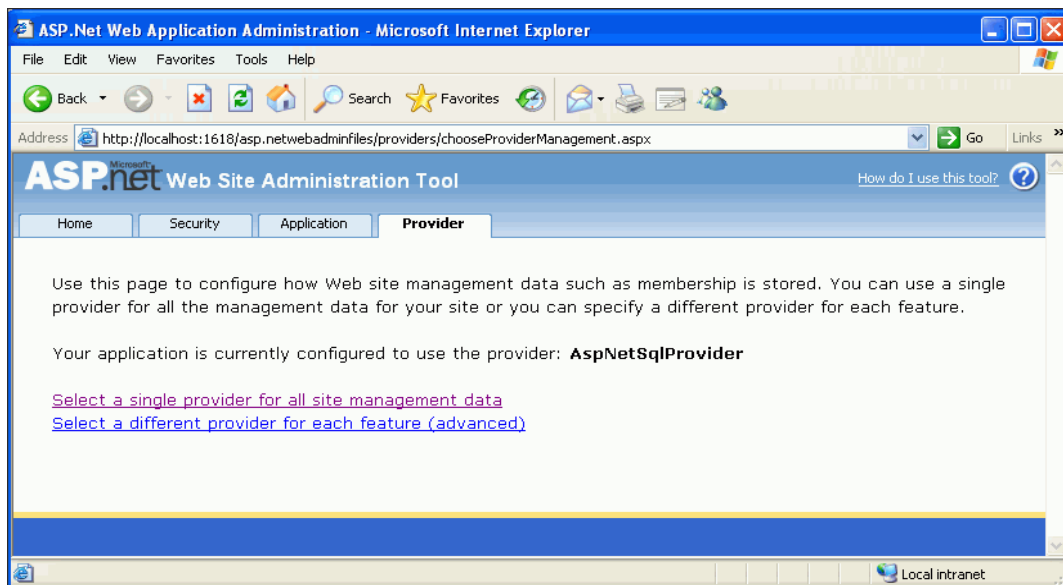 ASP.Net Web Application Administration - Microsoft Internet Explorer
File Edit View Favorites Tools Help
Back Search Favorites
Address http://localhost:1618/asp.netwebadminfiles/providers/chooseProviderManagement.aspx Go Links »
Microsoft
ASP.net Web Site Administration Tool How do I use this tool? ?
Home Security Application Provider
Use this page to configure how Web site management data such as membership is stored. You can use a single
provider for all the management data for your site or you can specify a different provider for each feature.
Your application is currently configured to use the provider: AspNetSqlProvider
Select a single provider for all site management data
Select a different provider for each feature (advanced)
Local intranet